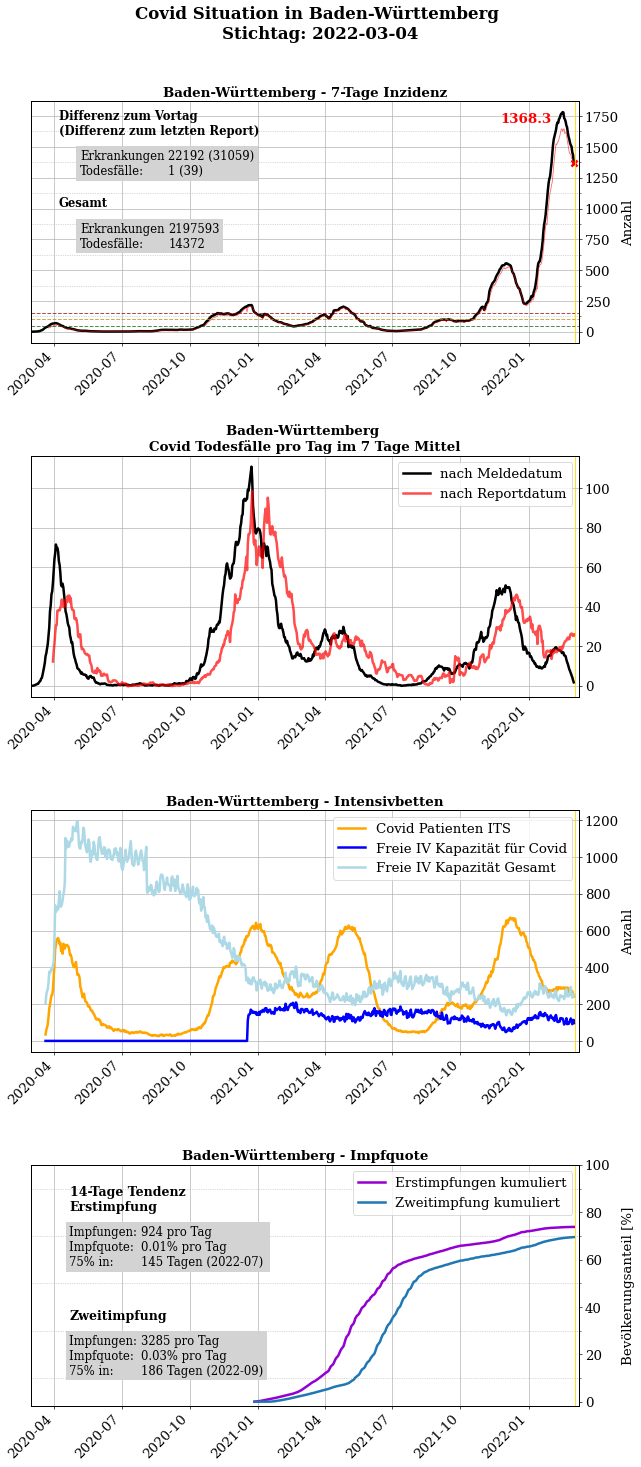 Covid Situation in Baden-Württemberg
Stichtag: 2022-03-04
Baden-Württemberg - 7-Tage Inzidenz
Differenz zum Vortag
(Differenz zum letzten Report)
Erkrankungen 22192 (31059)
Todesfälle: 1 (39)
Gesamt
Erkrankungen 2197593
Todesfälle: 14372
1368.3
1750
1500
1250
1000
750
500
250
0
Anzahl
2020-04
2020-07
2020-10
2021-01
2021-04
2021-07
2021-10
2022-01
Baden-Württemberg
Covid Todesfälle pro Tag im 7 Tage Mittel
nach Meldedatum
nach Reportdatum
100
80
60
40
20
0
2020-04
2020-07
2020-10
2021-01
2021-04
2021-07
2021-10
2022-01
Baden-Württemberg - Intensivbetten
Covid Patienten ITS
Freie IV Kapazität für Covid
Freie IV Kapazität Gesamt
1200
1000
800
600
400
200
0
Anzahl
2020-04
2020-07
2020-10
2021-01
2021-04
2021-07
2021-10
2022-01
Baden-Württemberg - Impfquote
14-Tage Tendenz
Erstimpfung
Impfungen: 924 pro Tag
Impfquote: 0.01% pro Tag
75% in: 145 Tagen (2022-07)
Zweitimpfung
Impfungen: 3285 pro Tag
Impfquote: 0.03% pro Tag
75% in: 186 Tagen (2022-09)
Erstimpfungen kumuliert
Zweitimpfung kumuliert
100
80
60
40
20
0
Bevölkerungsanteil [%]
2020-04
2020-07
2020-10
2021-01
2021-04
2021-07
2021-10
2022-01